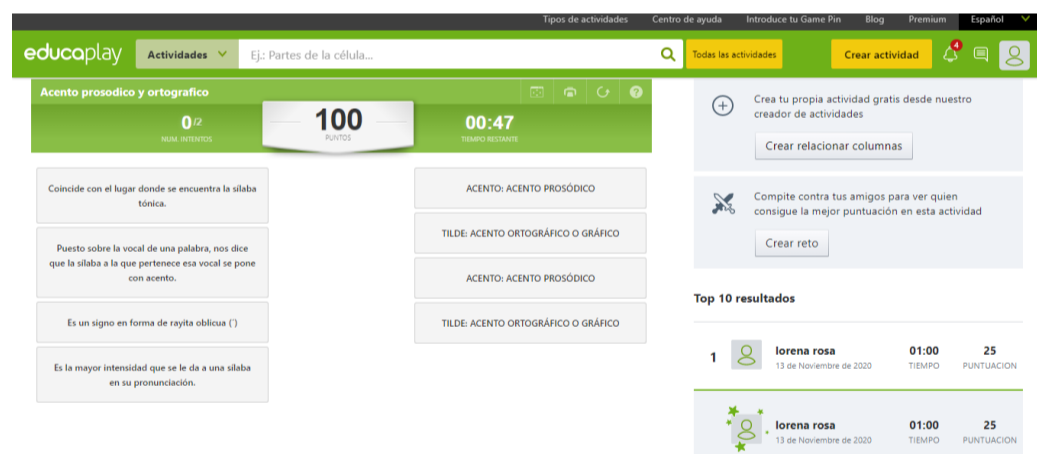 Tipos de actividades Centro de ayuda Introduce tu Game Pin Blog Premium Español
educaplay Actividades Ej.: Partes de la célula... Todas las actividades Crear actividad 4
Acento prosodico y ortografico
0/2 100 00:47
NUM. INTENTOS PUNTOS TIEMPO RESTANTE
Coincide con el lugar donde se encuentra la sílaba
tónica.
Puesto sobre la vocal de una palabra, nos dice
que la sílaba a la que pertenece esa vocal se pone
con acento.
Es un signo en forma de rayita oblicua (´)
Es la mayor intensidad que se le da a una sílaba
en su pronunciación.
ACENTO: ACENTO PROSÓDICO
TILDE: ACENTO ORTOGRÁFICO O GRÁFICO
ACENTO: ACENTO PROSÓDICO
TILDE: ACENTO ORTOGRÁFICO O GRÁFICO
Crea tu propia actividad gratis desde nuestro
creador de actividades
Crear relacionar columnas
Compite contra tus amigos para ver quien
consigue la mejor puntuación en esta actividad
Crear reto
Top 10 resultados
1 lorena rosa 01:00 25
13 de Noviembre de 2020 TIEMPO PUNTUACION
lorena rosa 01:00 25
13 de Noviembre de 2020 TIEMPO PUNTUACION